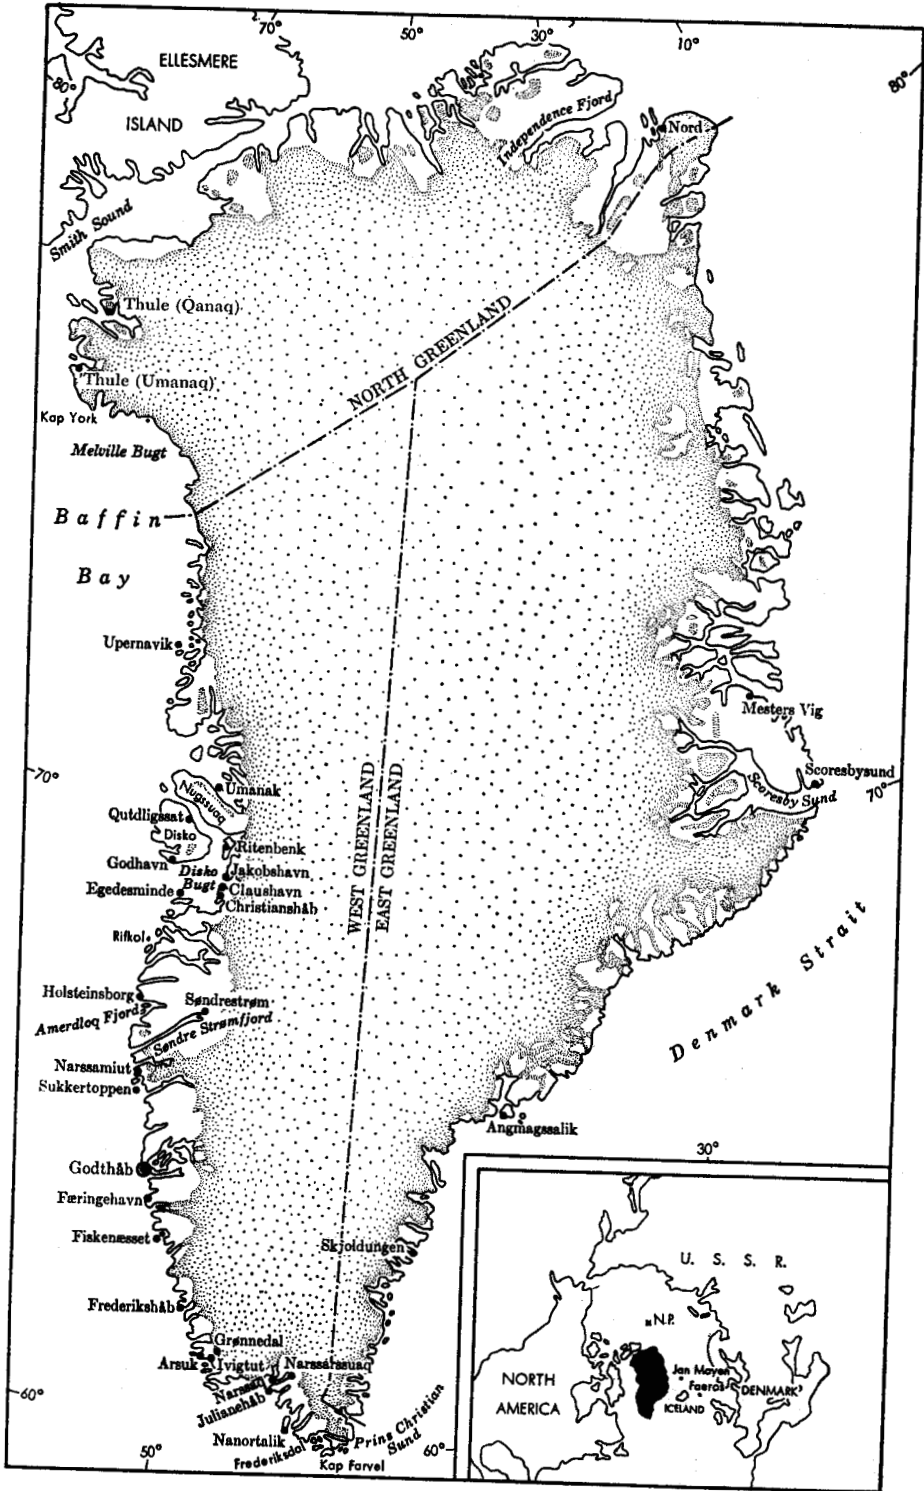 70°
50°
30°
10°
80°
80°
ELLESMERE
ISLAND
Independence Fjord
Nord
Smith Sound
Thule (Qanaq)
NORTH GREENLAND
Thule (Umanaq)
Kap York
Melville Bugt
Baffin
Bay
Upernavik
Mesters Vig
70°
Scoresbysund
Scoresby Sund
70°
Umanak
Nugssuaq
Qutdligssat
Disko
Ritenbenk
Godhavn
Disko
Bugt
Jakobshavn
Egedesminde
Claushavn
Christianshåb
WEST GREENLAND
EAST GREENLAND
Rifkol
Denmark Strait
Holsteinsborg
Søndrestrøm
Amerdloq Fjord
Søndre Strømfjord
Narssamiut
Sukkertoppen
Angmagssalik
30°
Godthåb
Færingehavn
Fiskenæsset
Skjoldungen
Frederikshåb
Grønnedal
Arsuk
Ivigtut
Narssarssuaq
Narssaq
Julianehåb
60°
Nanortalik
Frederiksdal
Prins Christian
Sund
Kap Farvel
50°
60°
U. S. S. R.
N.P.
NORTH
AMERICA
Jan Mayen
Faerøs
ICELAND
DENMARK